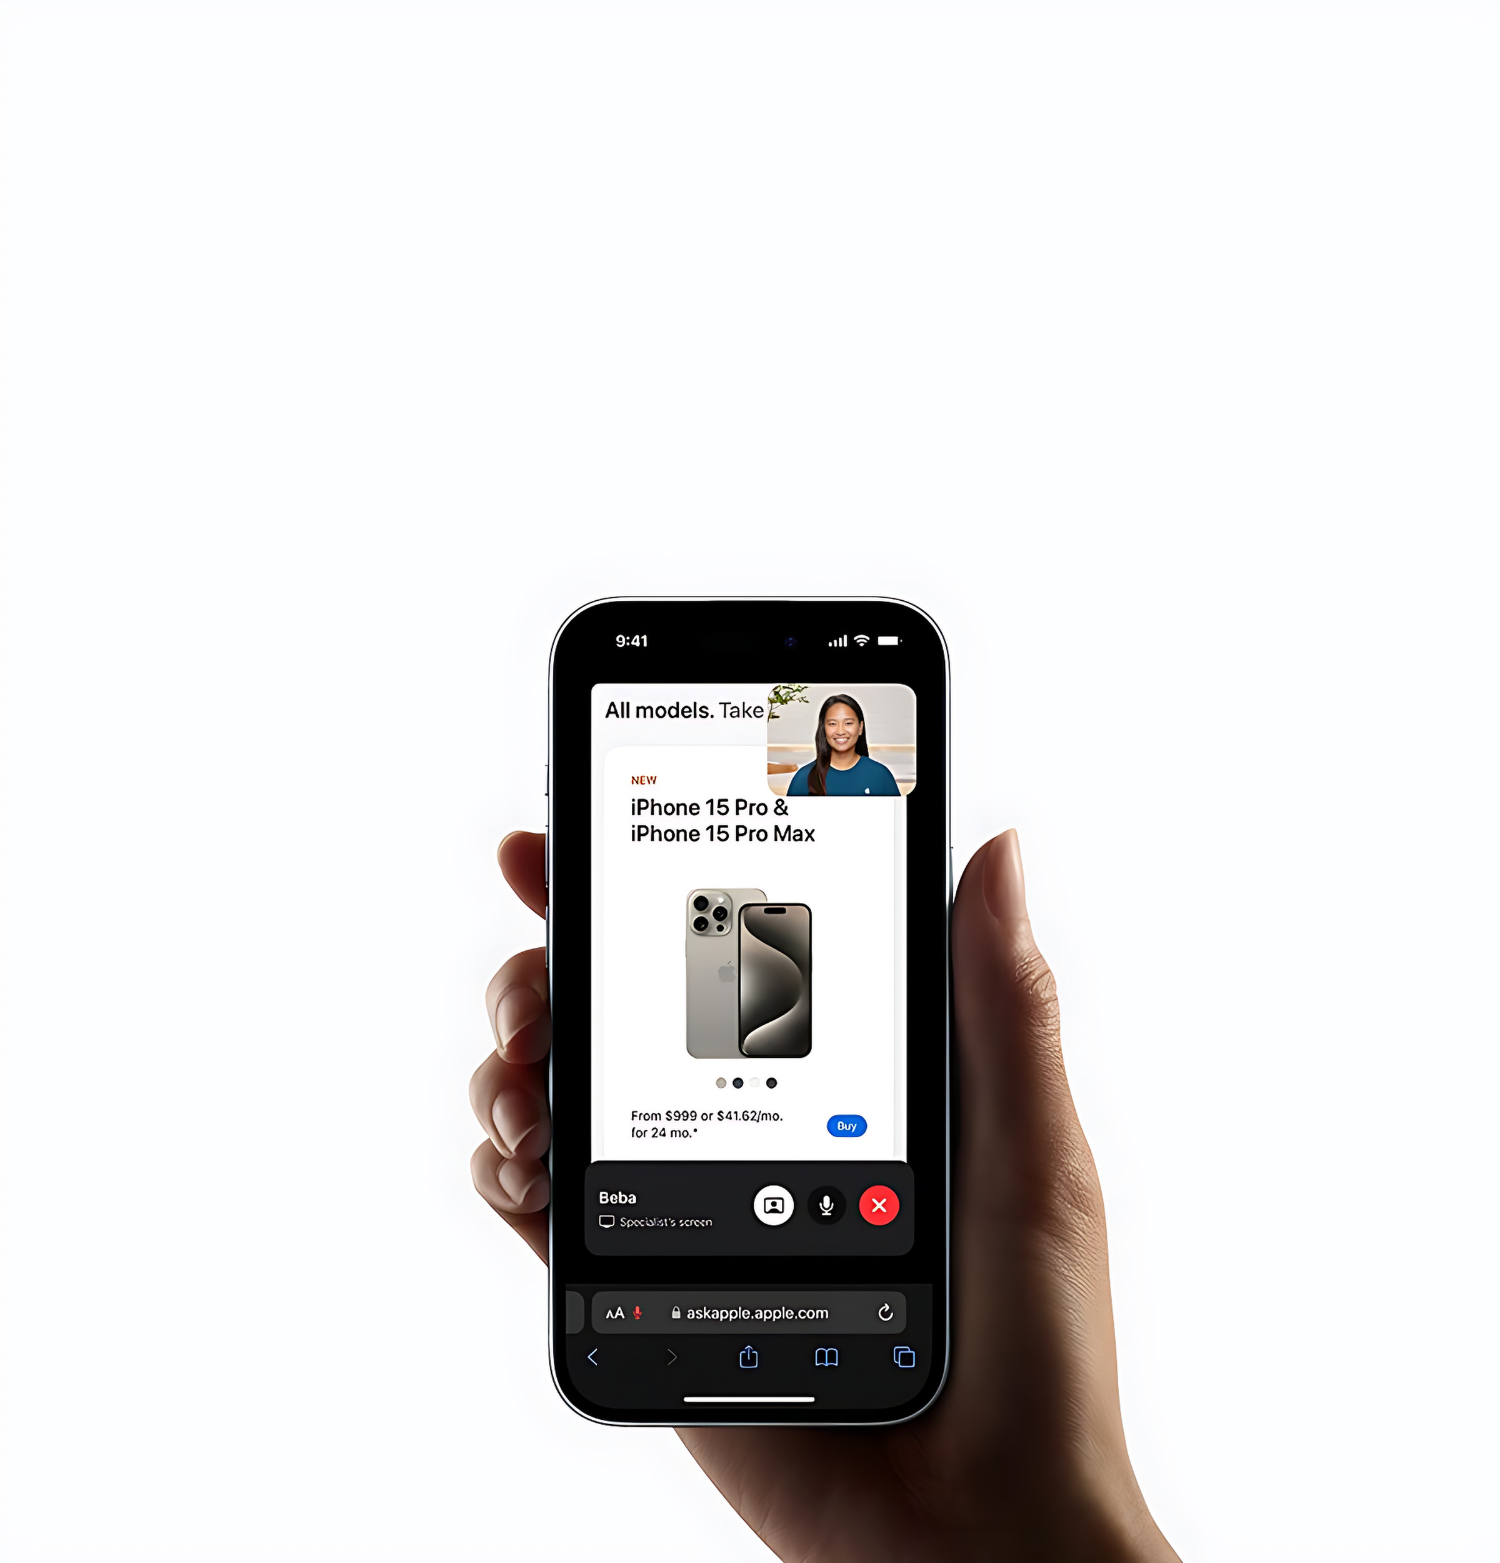 9:41
All models. Take
NEW
iPhone 15 Pro &
iPhone 15 Pro Max
From $999 or $41.62/mo.
for 24 mo.*
Buy
Beba
Specialist's screen
AA
askapple.apple.com